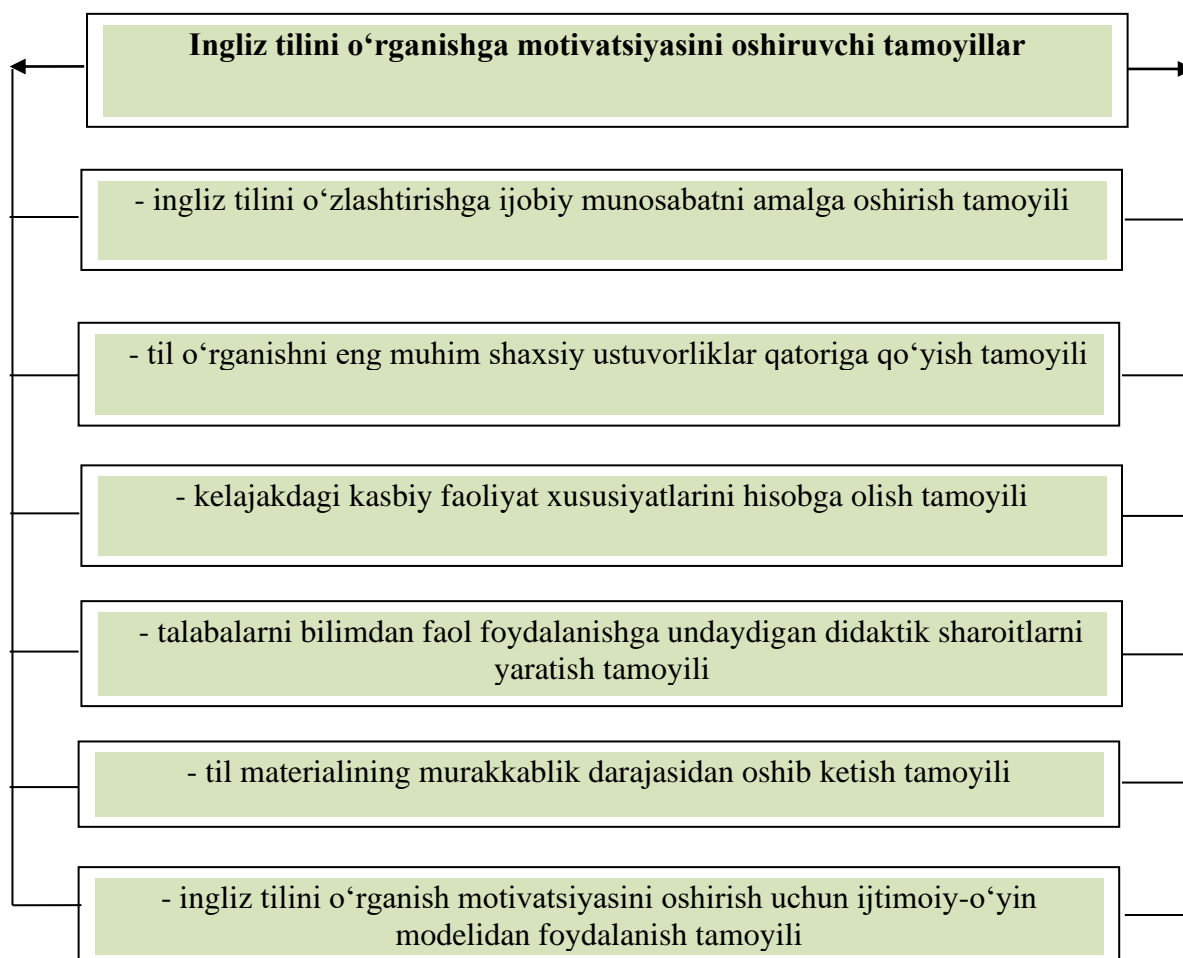 Ingliz tilini o‘rganishga motivatsiyasini oshiruvchi tamoyillar
- ingliz tilini o‘zlashtirishga ijobiy munosabatni amalga oshirish tamoyili
- til o‘rganishni eng muhim shaxsiy ustuvorliklar qatoriga qo‘yish tamoyili
- kelajakdagi kasbiy faoliyat xususiyatlarini hisobga olish tamoyili
- talabalarni bilimdan faol foydalanishga undaydigan didaktik sharoitlarni
yaratish tamoyili
- til materialining murakkablik darajasidan oshib ketish tamoyili
- ingliz tilini o‘rganish motivatsiyasini oshirish uchun ijtimoiy-o‘yin
modelidan foydalanish tamoyili